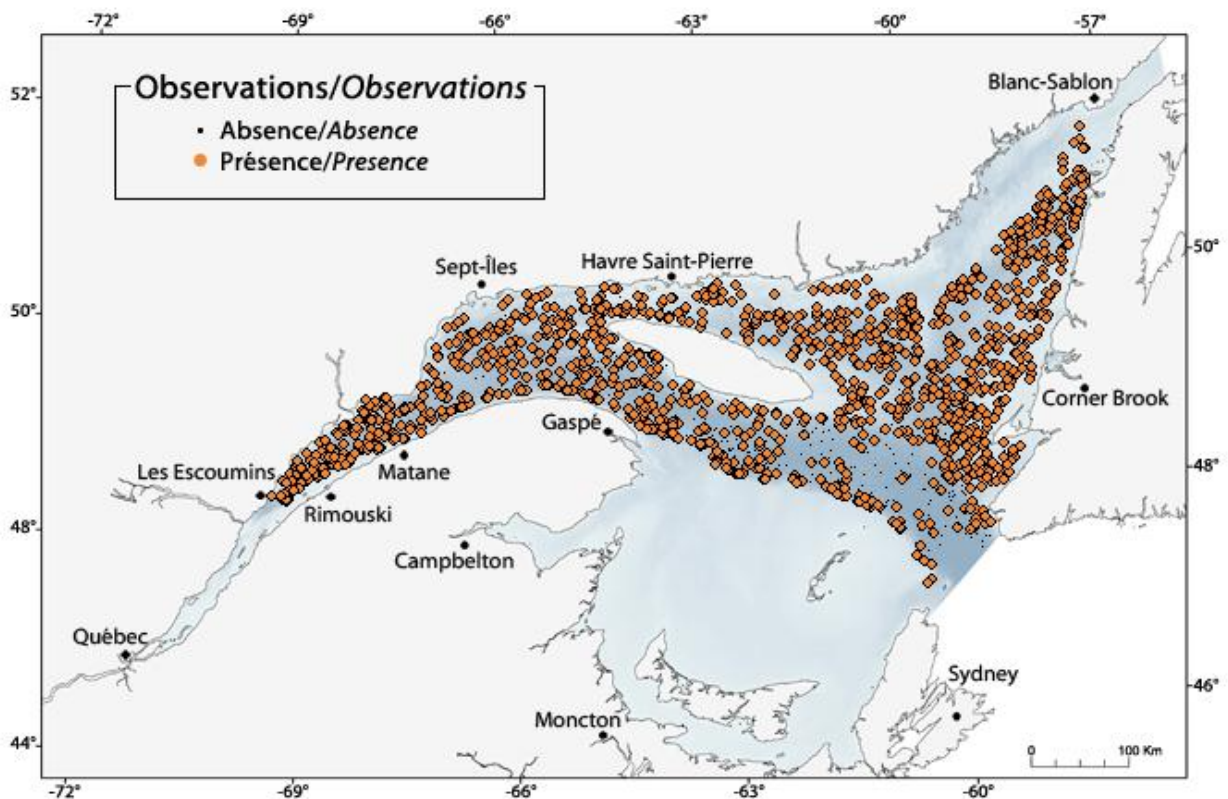 -72° -69° -66° -63° -60° -57°
Observations/Observations
Absence/Absence
Présence/Presence
Blanc-Sablon
52°
50°
Sept-Îles
Havre Saint-Pierre
50°
Corner Brook
Gaspé
Les Escoumins
Matane
48°
Rimouski
48°
Campbelton
Québec
46°
Sydney
Moncton
44°
0 100 Km
-72° -69° -66° -63° -60°